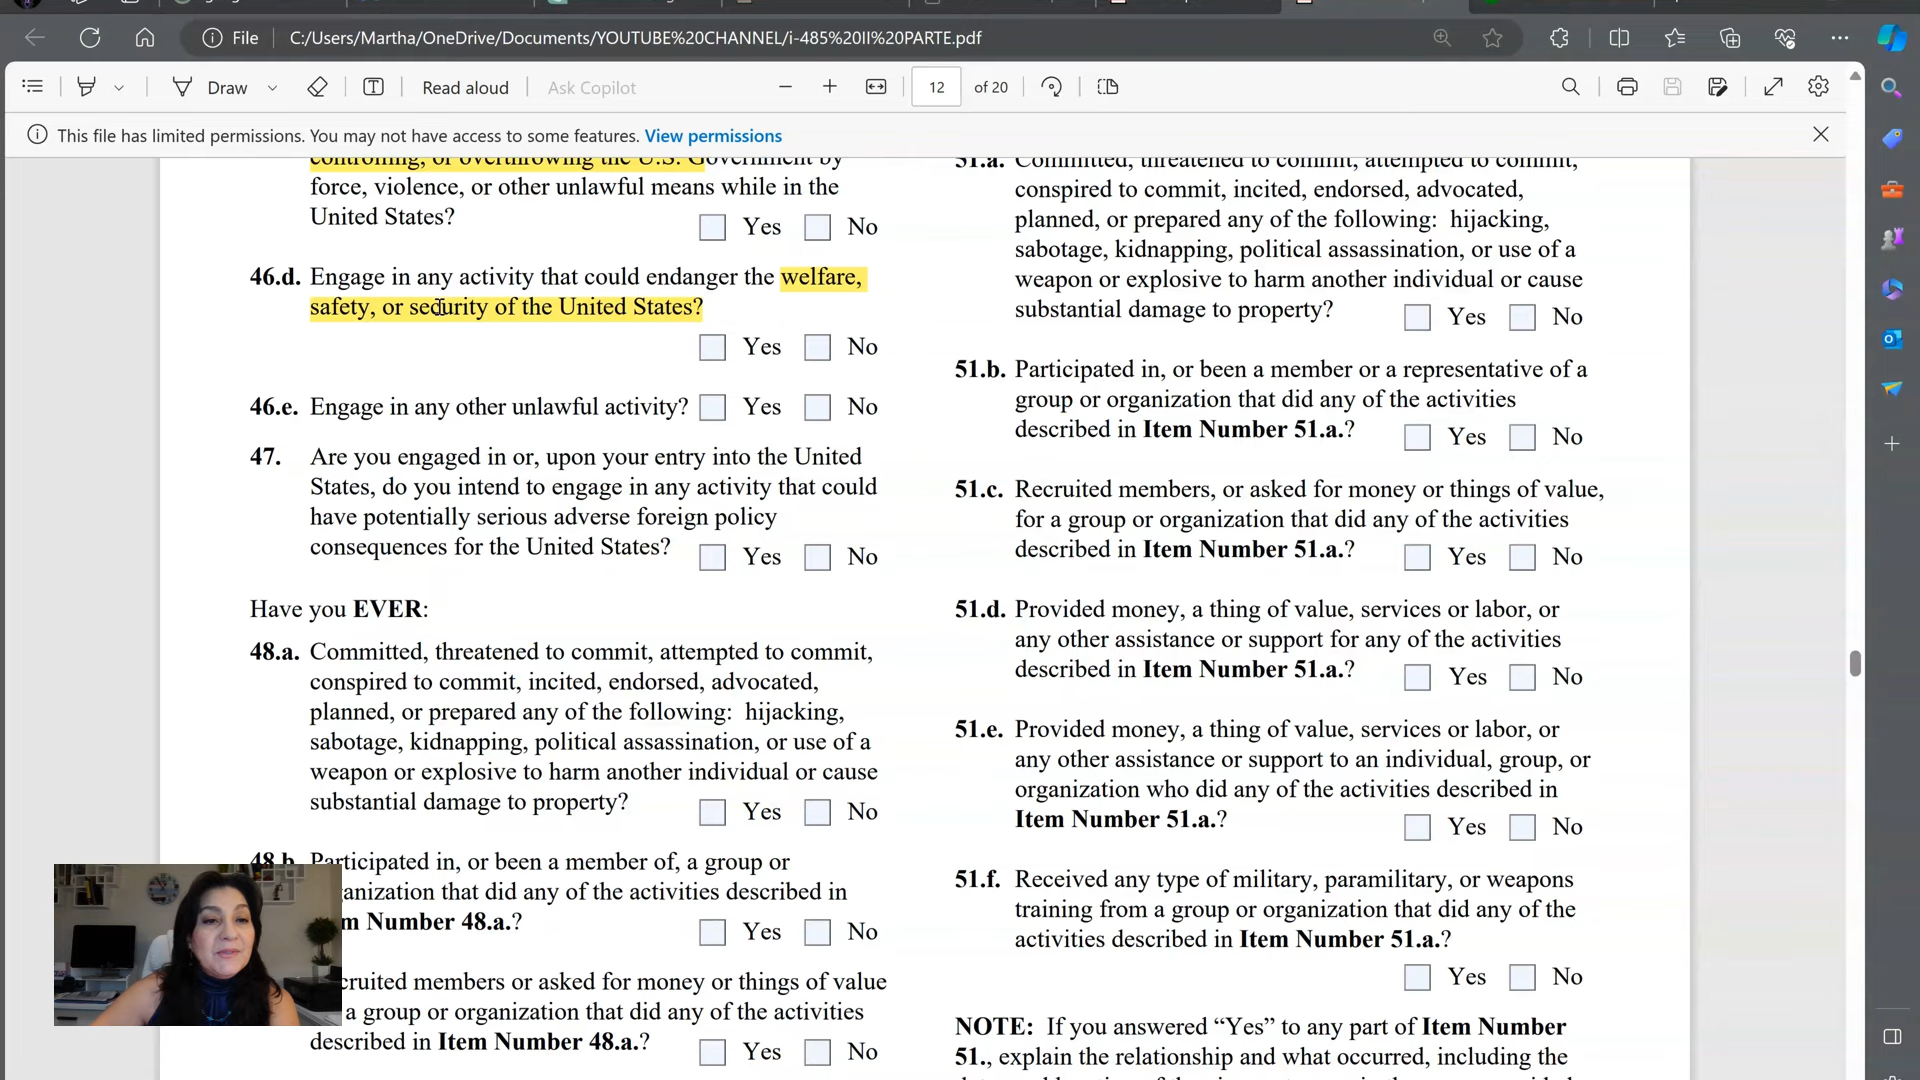 File
C:/Users/Martha/OneDrive/Documents/YOUTUBE%20CHANNEL/i-485%20II%20PARTE.pdf
Draw
Read aloud
Ask Copilot
12 of 20
This file has limited permissions. You may not have access to some features. View permissions
controlling, or overthrowing the U.S. Government by
force, violence, or other unlawful means while in the
United States?
Yes No
46.d. Engage in any activity that could endanger the welfare,
safety, or security of the United States?
Yes No
46.e. Engage in any other unlawful activity? Yes No
47. Are you engaged in or, upon your entry into the United
States, do you intend to engage in any activity that could
have potentially serious adverse foreign policy
consequences for the United States? Yes No
Have you EVER:
48.a. Committed, threatened to commit, attempted to commit,
conspired to commit, incited, endorsed, advocated,
planned, or prepared any of the following: hijacking,
sabotage, kidnapping, political assassination, or use of a
weapon or explosive to harm another individual or cause
substantial damage to property? Yes No
48.b. Participated in, or been a member of, a group or
ganization that did any of the activities described in
m Number 48.a.? Yes No
cruited members or asked for money or things of value
a group or organization that did any of the activities
described in Item Number 48.a.? Yes No
51.a. Committed, threatened to commit, attempted to commit,
conspired to commit, incited, endorsed, advocated,
planned, or prepared any of the following: hijacking,
sabotage, kidnapping, political assassination, or use of a
weapon or explosive to harm another individual or cause
substantial damage to property? Yes No
51.b. Participated in, or been a member or a representative of a
group or organization that did any of the activities
described in Item Number 51.a.? Yes No
51.c. Recruited members, or asked for money or things of value,
for a group or organization that did any of the activities
described in Item Number 51.a.? Yes No
51.d. Provided money, a thing of value, services or labor, or
any other assistance or support for any of the activities
described in Item Number 51.a.? Yes No
51.e. Provided money, a thing of value, services or labor, or
any other assistance or support to an individual, group, or
organization who did any of the activities described in
Item Number 51.a.? Yes No
51.f. Received any type of military, paramilitary, or weapons
training from a group or organization that did any of the
activities described in Item Number 51.a.?
Yes No
NOTE: If you answered “Yes” to any part of Item Number
51., explain the relationship and what occurred, including the